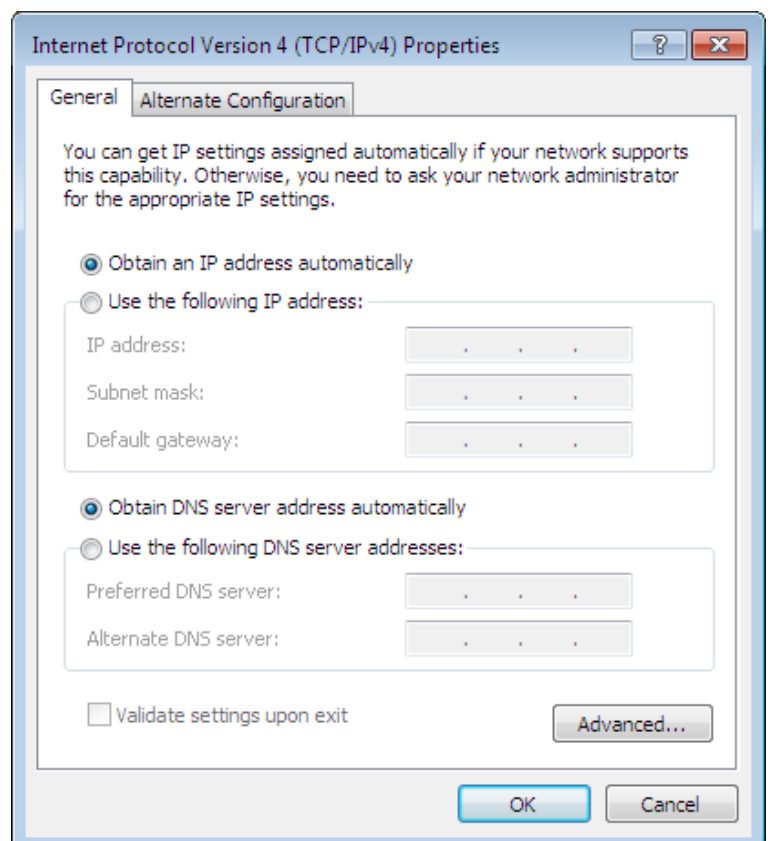 Internet Protocol Version 4 (TCP/IPv4) Properties
General
Alternate Configuration
You can get IP settings assigned automatically if your network supports
this capability. Otherwise, you need to ask your network administrator
for the appropriate IP settings.
Obtain an IP address automatically
Use the following IP address:
IP address:
Subnet mask:
Default gateway:
Obtain DNS server address automatically
Use the following DNS server addresses:
Preferred DNS server:
Alternate DNS server:
Validate settings upon exit
Advanced...
OK
Cancel